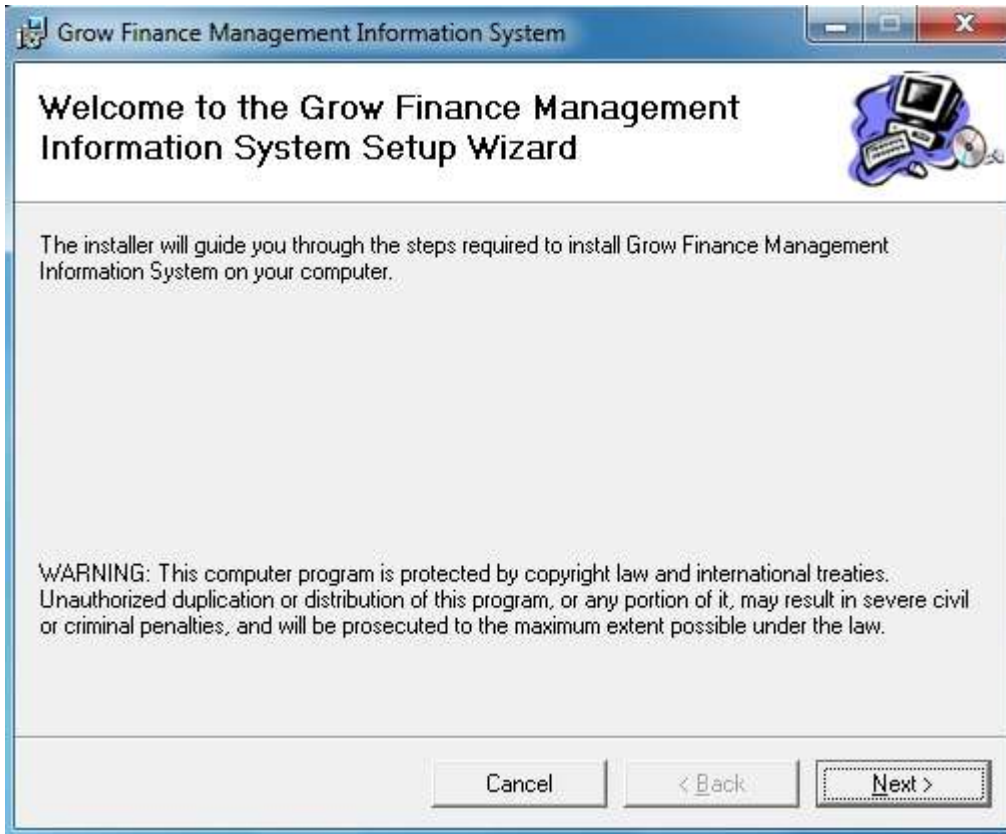 Grow Finance Management Information System
Welcome to the Grow Finance Management
Information System Setup Wizard
The installer will guide you through the steps required to install Grow Finance Management
Information System on your computer.
WARNING: This computer program is protected by copyright law and international treaties.
Unauthorized duplication or distribution of this program, or any portion of it, may result in severe civil
or criminal penalties, and will be prosecuted to the maximum extent possible under the law.
Cancel
< Back
Next >